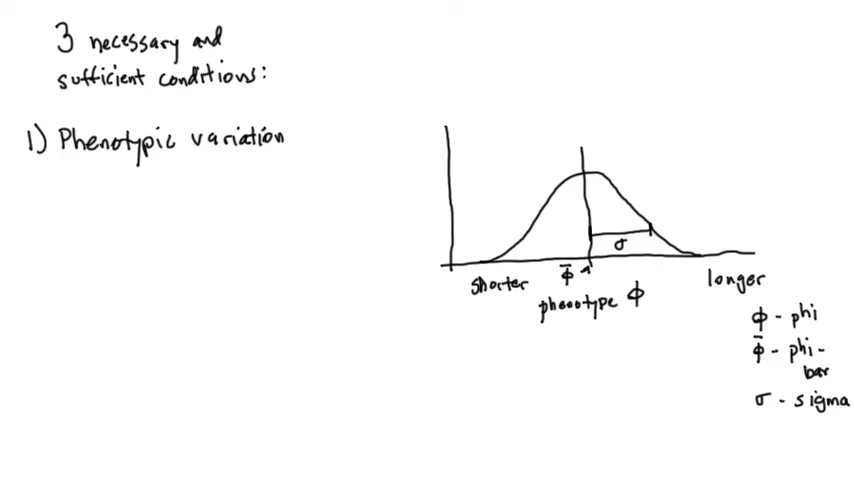 3 necessary and
sufficient conditions:
1) Phenotypic variation
σ
shorter
ϕ̄
longer
phenotype ϕ
ϕ - phi
ϕ̄ - phi-
bar
σ - sigma